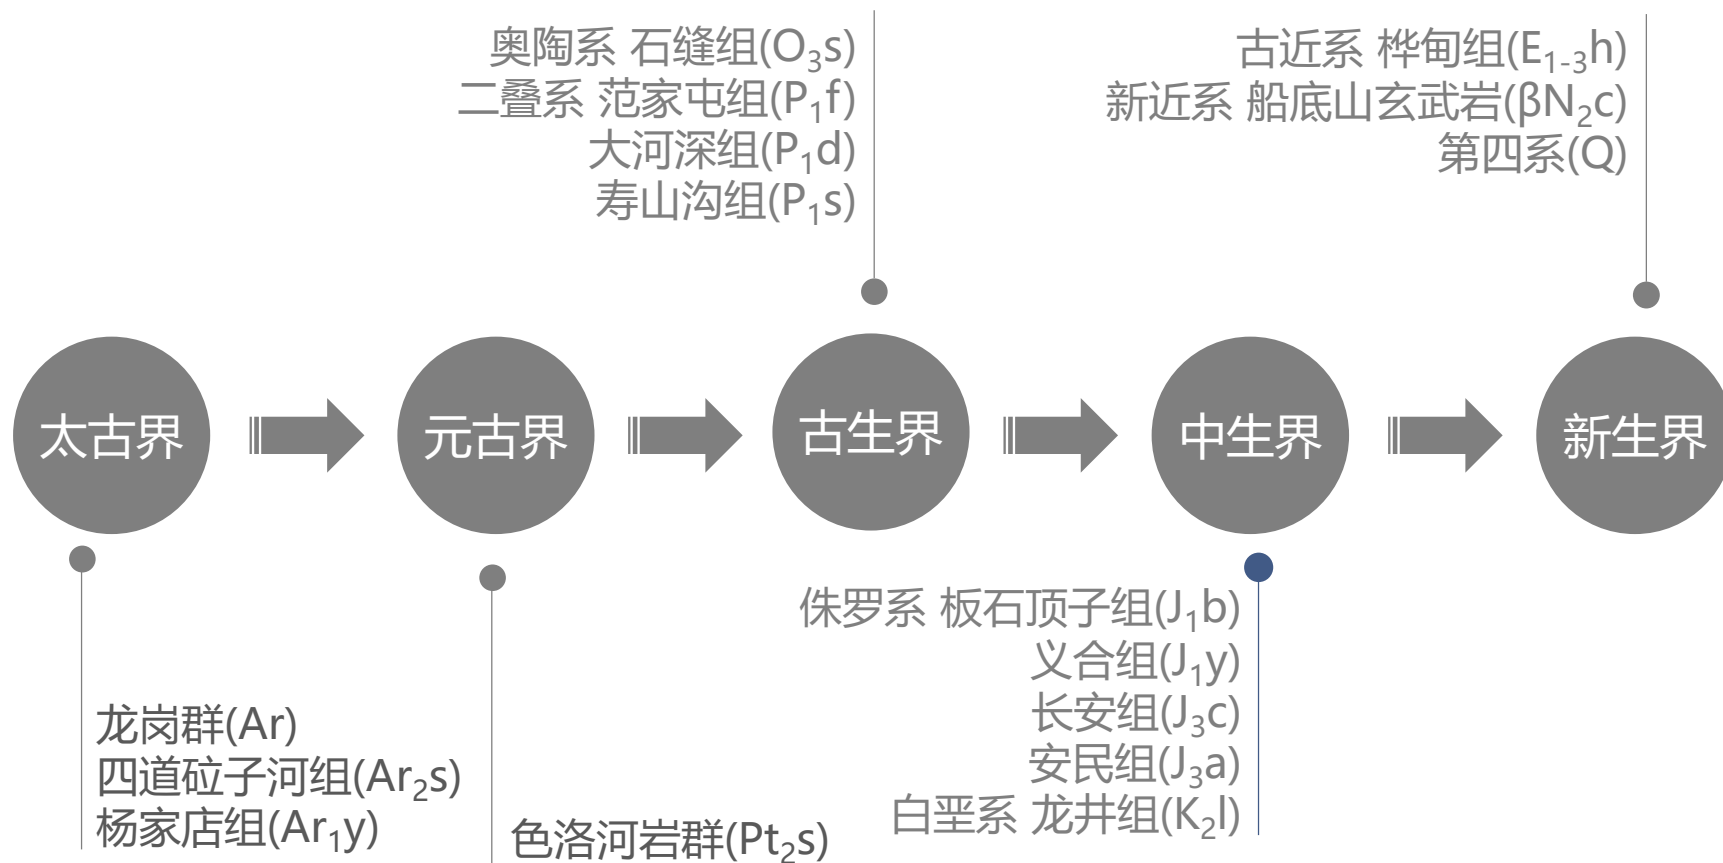 奥陶系 石缝组(O₃s)
二叠系 范家屯组(P₁f)
大河深组(P₁d)
寿山沟组(P₁s)
古近系 桦甸组(E₁₋₃h)
新近系 船底山玄武岩(βN₂c)
第四系(Q)
太古界
元古界
古生界
中生界
新生界
龙岗群(Ar)
四道砬子河组(Ar₂s)
杨家店组(Ar₁y)
色洛河岩群(Pt₂s)
侏罗系 板石顶子组(J₁b)
义合组(J₁y)
长安组(J₃c)
安民组(J₃a)
白垩系 龙井组(K₂l)